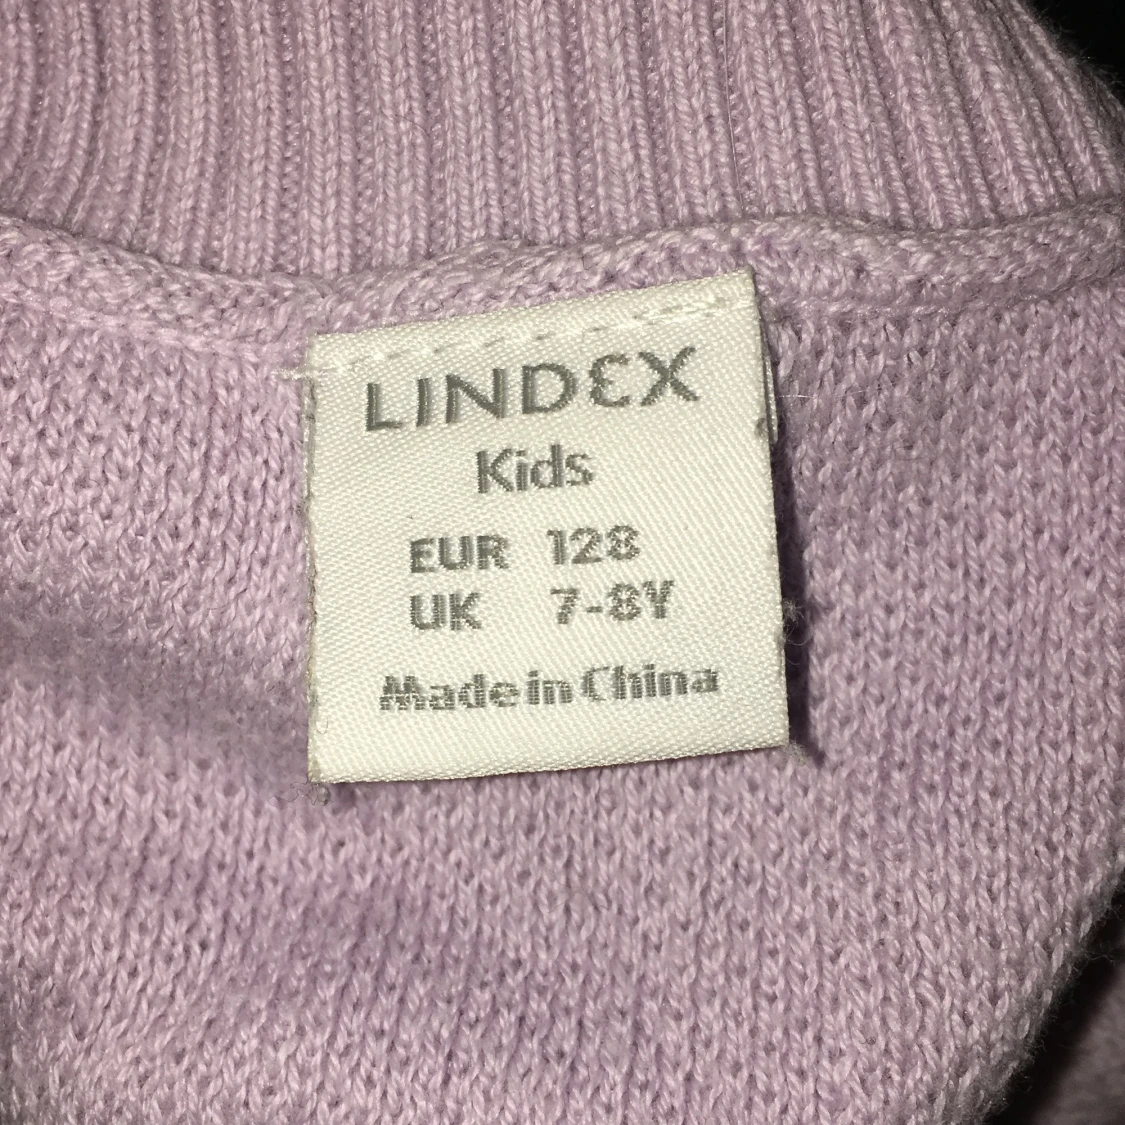 LINDEX
Kids
EUR 128
UK 7-8Y
Made in China